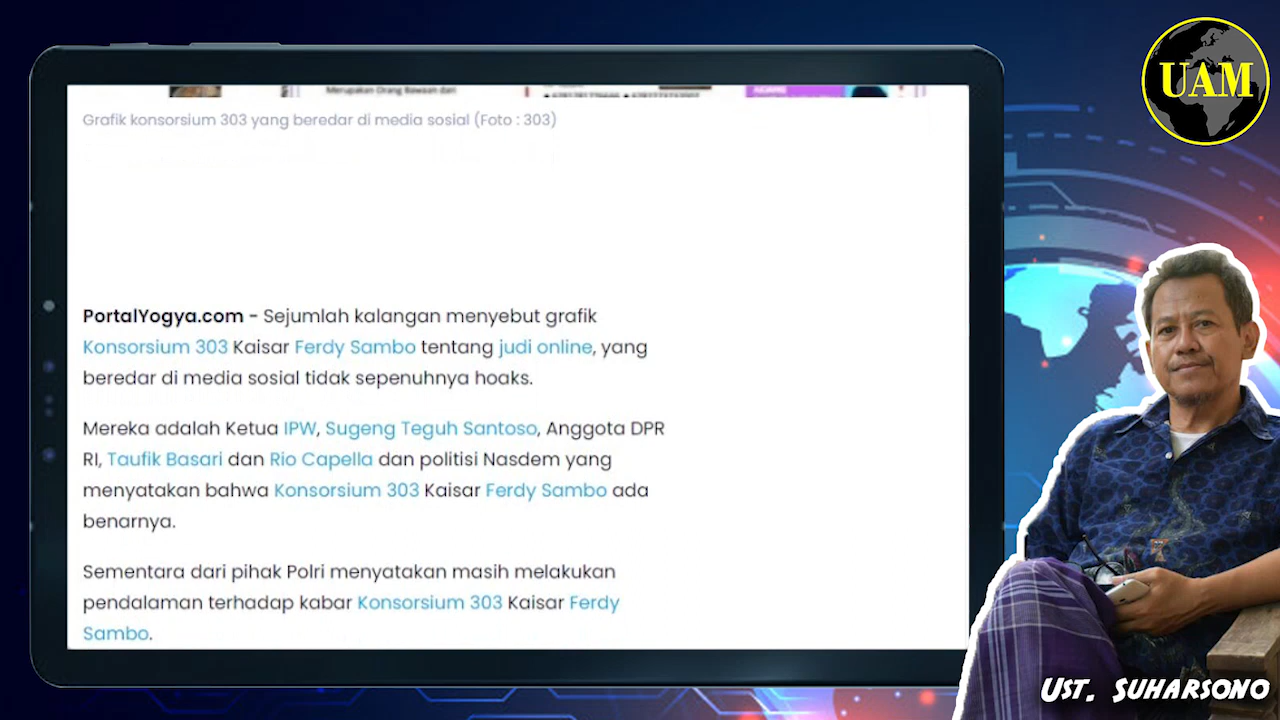 UAM
Merupakan Orang Bawaan dari
Grafik konsorsium 303 yang beredar di media sosial (Foto : 303)
PortalYogya.com - Sejumlah kalangan menyebut grafik
Konsorsium 303 Kaisar Ferdy Sambo tentang judi online, yang
beredar di media sosial tidak sepenuhnya hoaks.
Mereka adalah Ketua IPW, Sugeng Teguh Santoso, Anggota DPR
RI, Taufik Basari dan Rio Capella dan politisi Nasdem yang
menyatakan bahwa Konsorsium 303 Kaisar Ferdy Sambo ada
benarnya.
Sementara dari pihak Polri menyatakan masih melakukan
pendalaman terhadap kabar Konsorsium 303 Kaisar Ferdy
Sambo.
UST. SUHARSONO